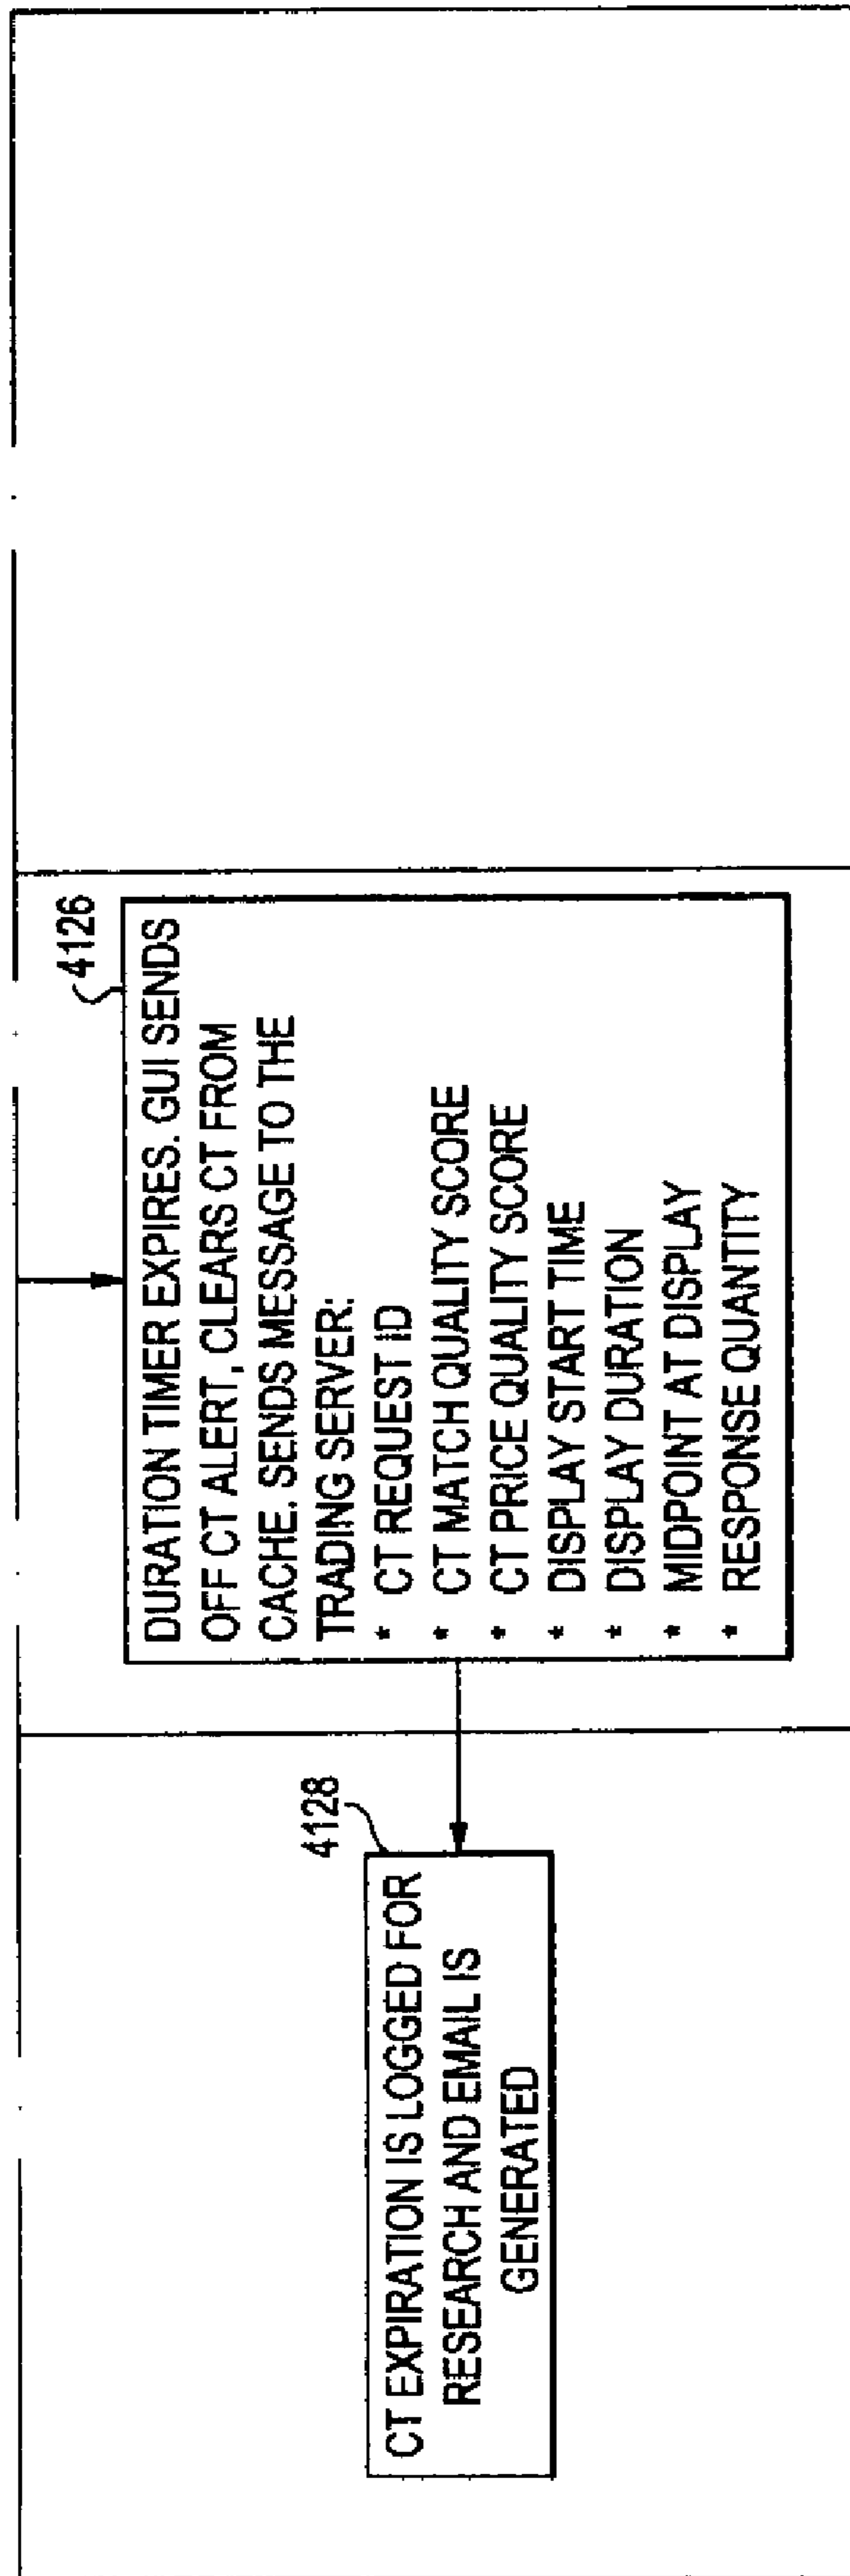 4126
DURATION TIMER EXPIRES. GUI SENDS
OFF CT ALERT, CLEARS CT FROM
CACHE. SENDS MESSAGE TO THE
TRADING SERVER:
* CT REQUEST ID
* CT MATCH QUALITY SCORE
* CT PRICE QUALITY SCORE
* DISPLAY START TIME
* DISPLAY DURATION
* MIDPOINT AT DISPLAY
* RESPONSE QUANTITY
4128
CT EXPIRATION IS LOGGED FOR
RESEARCH AND EMAIL IS
GENERATED